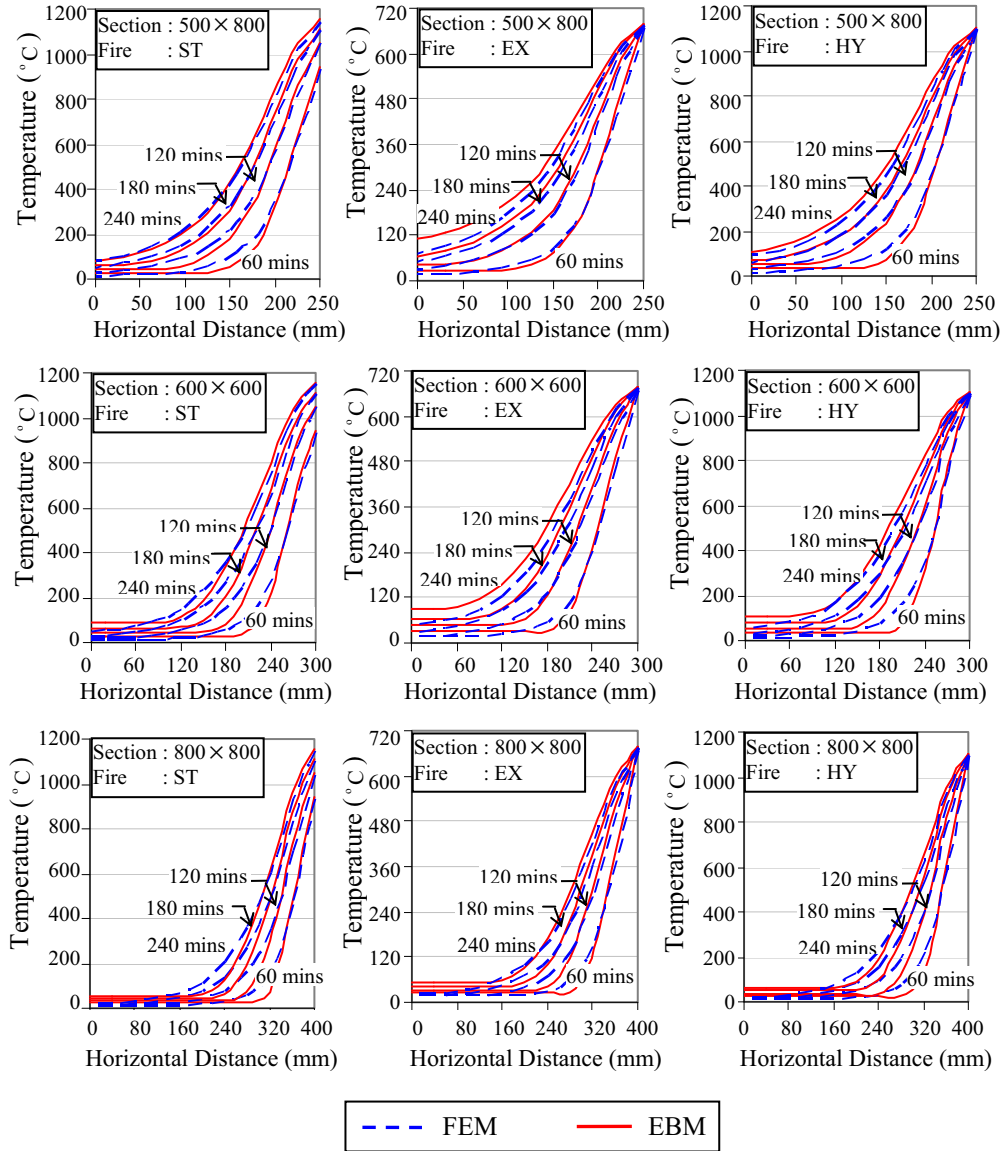 Section : 500×800
Fire : ST
Temperature (°C)
1200
1000
800
600
400
200
0
120 mins
180 mins
240 mins
60 mins
0 50 100 150 200 250
Horizontal Distance (mm)
Section : 500×800
Fire : EX
Temperature (°C)
720
600
480
360
240
120
0
120 mins
180 mins
240 mins
60 mins
0 50 100 150 200 250
Horizontal Distance (mm)
Section : 500×800
Fire : HY
Temperature (°C)
1200
1000
800
600
400
200
0
120 mins
180 mins
240 mins
60 mins
0 50 100 150 200 250
Horizontal Distance (mm)
Section : 600×600
Fire : ST
Temperature (°C)
1200
1000
800
600
400
200
0
120 mins
180 mins
240 mins
60 mins
0 60 120 180 240 300
Horizontal Distance (mm)
Section : 600×600
Fire : EX
Temperature (°C)
720
600
480
360
240
120
0
120 mins
180 mins
240 mins
60 mins
0 60 120 180 240 300
Horizontal Distance (mm)
Section : 600×600
Fire : HY
Temperature (°C)
1200
1000
800
600
400
200
0
120 mins
180 mins
240 mins
60 mins
0 60 120 180 240 300
Horizontal Distance (mm)
Section : 800×800
Fire : ST
Temperature (°C)
1200
1000
800
600
400
200
0
120 mins
180 mins
240 mins
60 mins
0 80 160 240 320 400
Horizontal Distance (mm)
Section : 800×800
Fire : EX
Temperature (°C)
720
600
480
360
240
120
0
120 mins
180 mins
240 mins
60 mins
0 80 160 240 320 400
Horizontal Distance (mm)
Section : 800×800
Fire : HY
Temperature (°C)
1200
1000
800
600
400
200
0
120 mins
180 mins
240 mins
60 mins
0 80 160 240 320 400
Horizontal Distance (mm)
FEM EBM